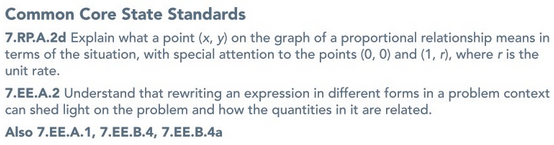 Common Core State Standards
7.RP.A.2d Explain what a point (x, y) on the graph of a proportional relationship means in
terms of the situation, with special attention to the points (0, 0) and (1, r), where r is the
unit rate.
7.EE.A.2 Understand that rewriting an expression in different forms in a problem context
can shed light on the problem and how the quantities in it are related.
Also 7.EE.A.1, 7.EE.B.4, 7.EE.B.4a